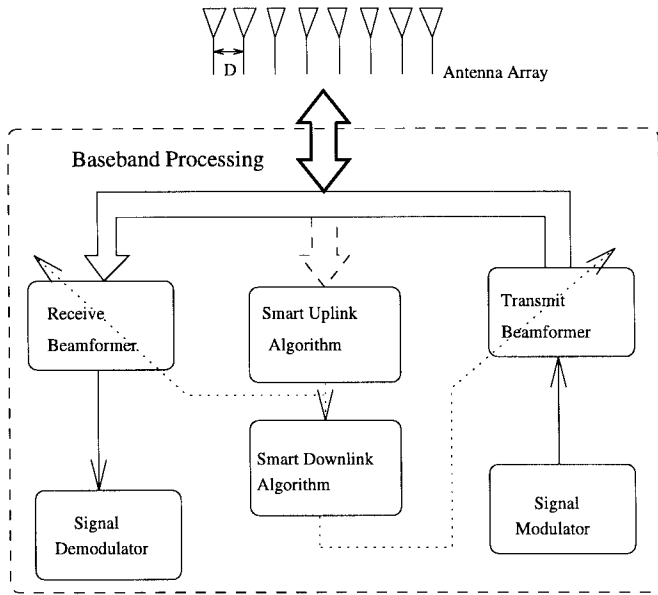 D
Antenna Array
Baseband Processing
Receive
Beamformer
Smart Uplink
Algorithm
Transmit
Beamformer
Smart Downlink
Algorithm
Signal
Demodulator
Signal
Modulator